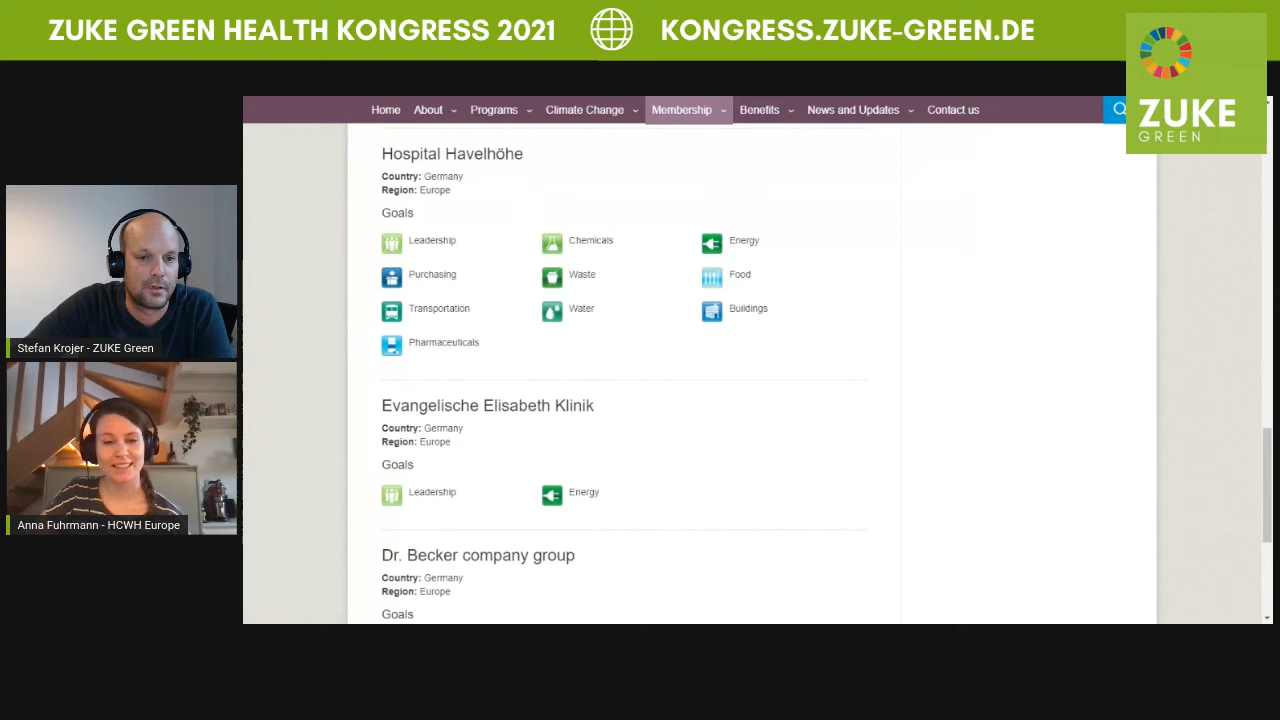 ZUKE GREEN HEALTH KONGRESS 2021 KONGRESS.ZUKE-GREEN.DE
ZUKE
GREEN
Home About Programs Climate Change Membership Benefits News and Updates Contact us
Hospital Havelhöhe
Country: Germany
Region: Europe
Goals
Leadership Chemicals Energy
Purchasing Waste Food
Transportation Water Buildings
Pharmaceuticals
Evangelische Elisabeth Klinik
Country: Germany
Region: Europe
Goals
Leadership Energy
Dr. Becker company group
Country: Germany
Region: Europe
Goals
Stefan Krojer - ZUKE Green
Anna Fuhrmann - HCWH Europe